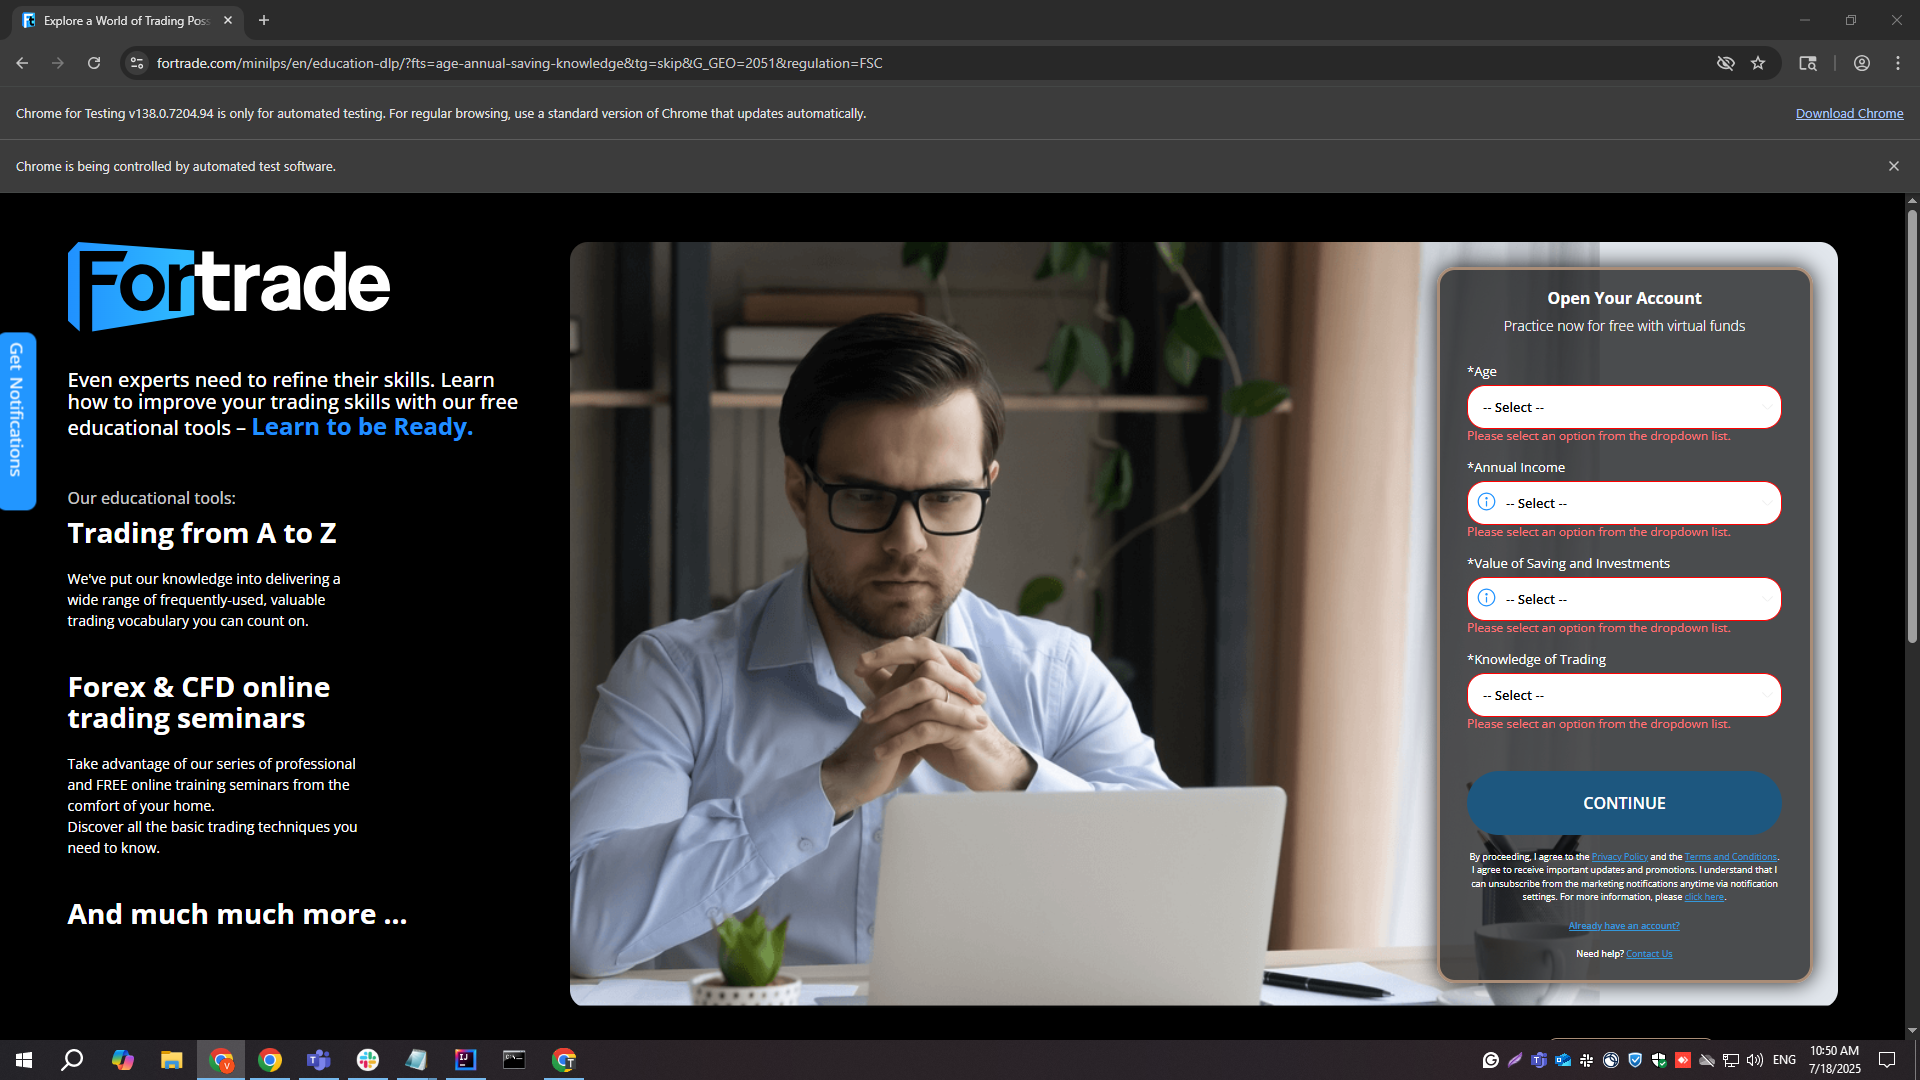 Explore a World of Trading Poss
fortrade.com/minilps/en/education-dlp/?fts=age-annual-saving-knowledge&tg=skip&G_GEO=2051&regulation=FSC
Chrome for Testing v138.0.7204.94 is only for automated testing. For regular browsing, use a standard version of Chrome that updates automatically.
Download Chrome
Chrome is being controlled by automated test software.
Fortrade
Get Notifications
Even experts need to refine their skills. Learn
how to improve your trading skills with our free
educational tools – Learn to be Ready.
Our educational tools:
Trading from A to Z
We've put our knowledge into delivering a
wide range of frequently-used, valuable
trading vocabulary you can count on.
Forex & CFD online
trading seminars
Take advantage of our series of professional
and FREE online training seminars from the
comfort of your home.
Discover all the basic trading techniques you
need to know.
And much much more ...
Open Your Account
Practice now for free with virtual funds
*Age
-- Select --
Please select an option from the dropdown list.
*Annual Income
-- Select --
Please select an option from the dropdown list.
*Value of Saving and Investments
-- Select --
Please select an option from the dropdown list.
*Knowledge of Trading
-- Select --
Please select an option from the dropdown list.
CONTINUE
By proceeding, I agree to the Privacy Policy and the Terms and Conditions.
I agree to receive important updates and promotions. I understand that I
can unsubscribe from the marketing notifications anytime via notification
settings. For more information, please click here.
Already have an account?
Need help? Contact Us
ENG
10:50 AM
7/18/2025